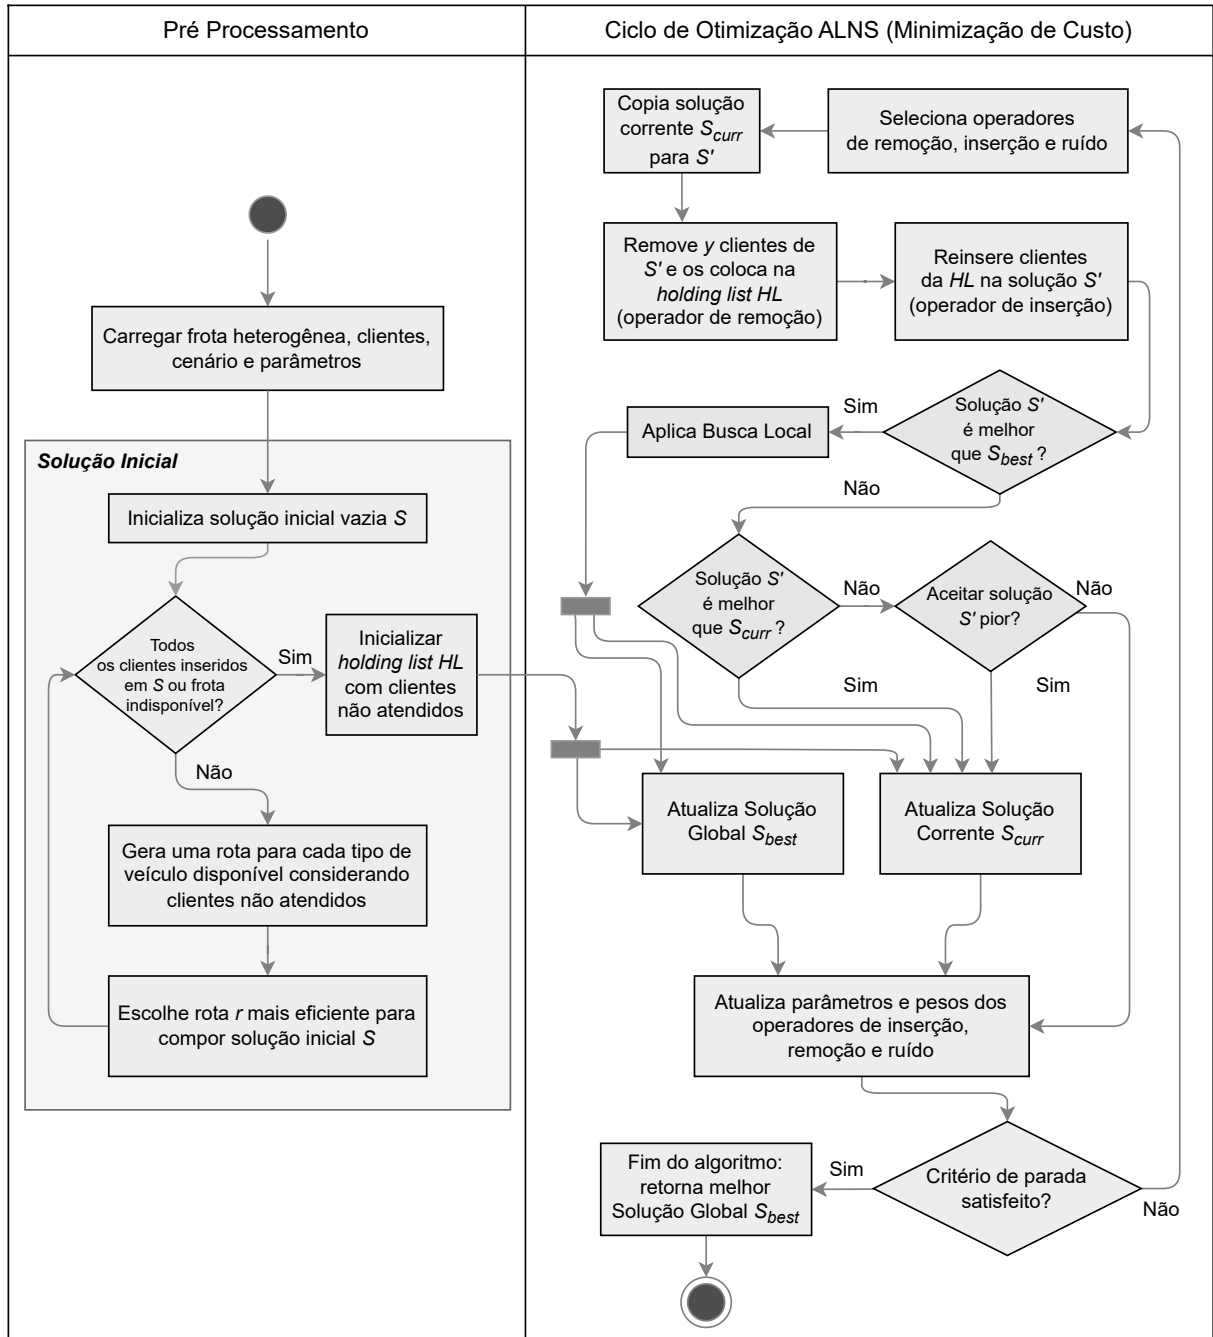 Pré Processamento
Ciclo de Otimização ALNS (Minimização de Custo)
Carregar frota heterogênea, clientes,
cenário e parâmetros
Solução Inicial
Inicializa solução inicial vazia S
Todos
os clientes inseridos
em S ou frota
indisponível?
Sim
Inicializar
holding list HL
com clientes
não atendidos
Não
Gera uma rota para cada tipo de
veículo disponível considerando
clientes não atendidos
Escolhe rota r mais eficiente para
compor solução inicial S
Copia solução
corrente Scurr
para S'
Seleciona operadores
de remoção, inserção e ruído
Remove y clientes de
S' e os coloca na
holding list HL
(operador de remoção)
Reinsere clientes
da HL na solução S'
(operador de inserção)
Solução S'
é melhor
que Sbest ?
Sim
Aplica Busca Local
Não
Solução S'
é melhor
que Scurr ?
Não
Aceitar solução
S' pior?
Não
Sim
Sim
Atualiza Solução
Global Sbest
Atualiza Solução
Corrente Scurr
Atualiza parâmetros e pesos dos
operadores de inserção,
remoção e ruído
Critério de parada
satisfeito?
Sim
Não
Fim do algoritmo:
retorna melhor
Solução Global Sbest